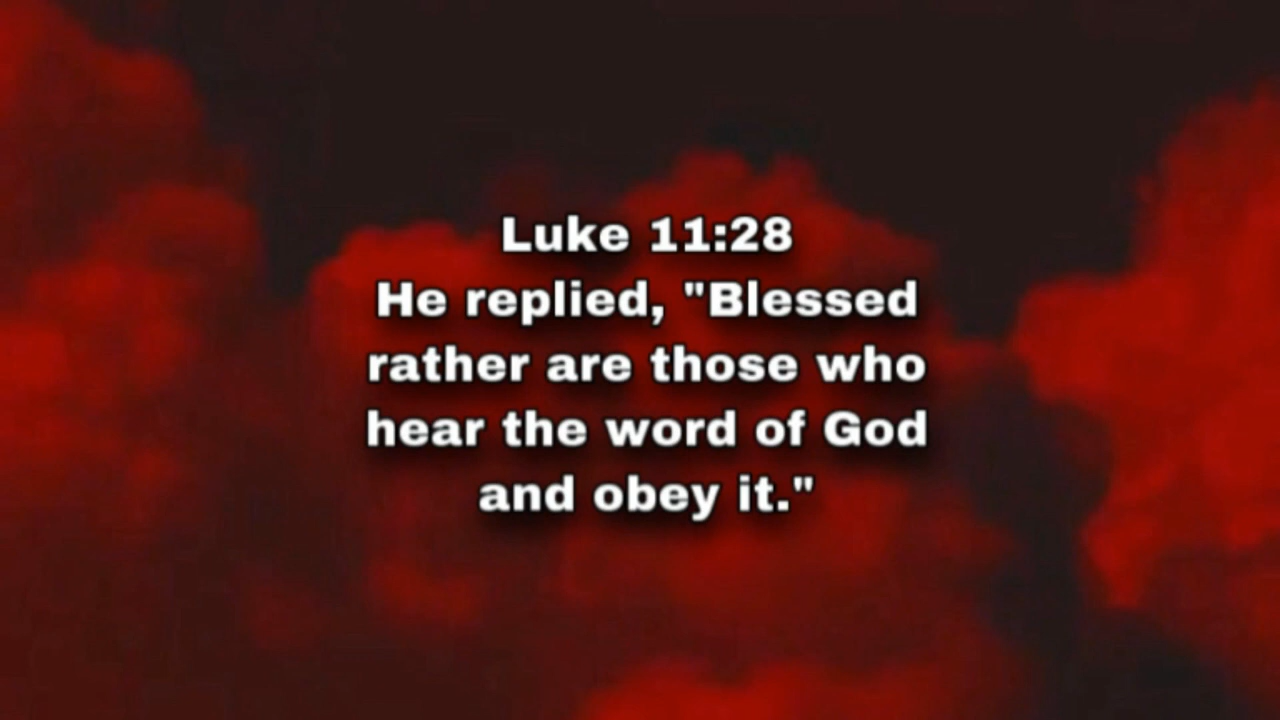 Luke 11:28
He replied, "Blessed
rather are those who
hear the word of God
and obey it."